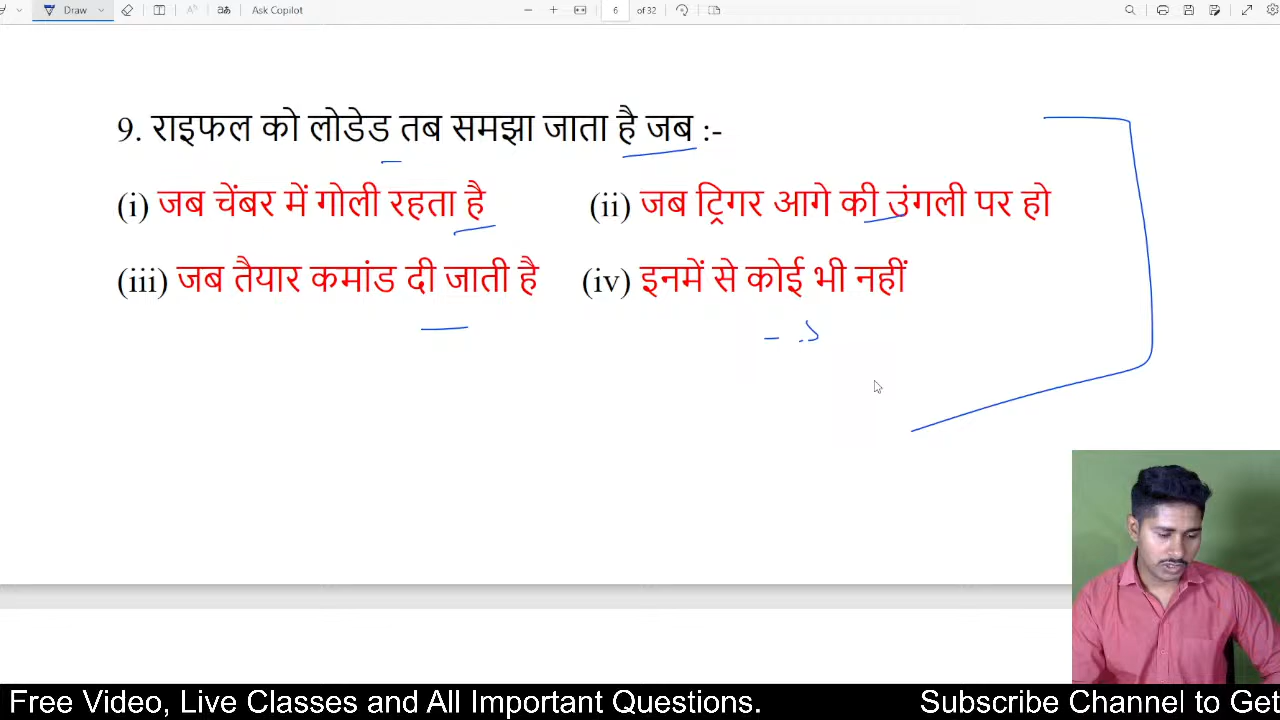 Draw
Ask Copilot
6 of 32
9. राइफल को लोडेड तब समझा जाता है जब :-
(i) जब चेंबर में गोली रहता है (ii) जब ट्रिगर आगे की उंगली पर हो
(iii) जब तैयार कमांड दी जाती है (iv) इनमें से कोई भी नहीं
Free Video, Live Classes and All Important Questions. Subscribe Channel to Get